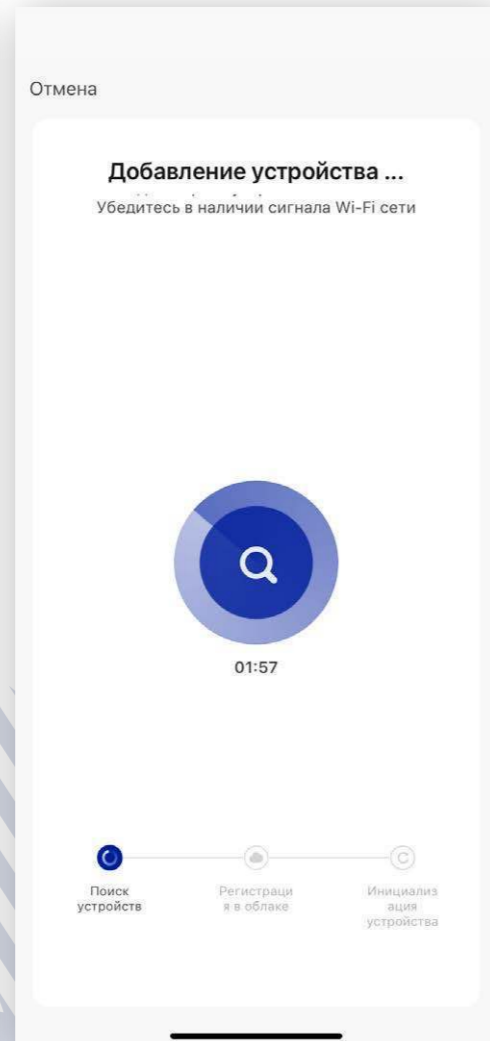 Отмена
Добавление устройства ...
Убедитесь в наличии сигнала Wi-Fi сети
01:57
Поиск
устройств
Регистраци
я в облаке
Инициализ
ация
устройства